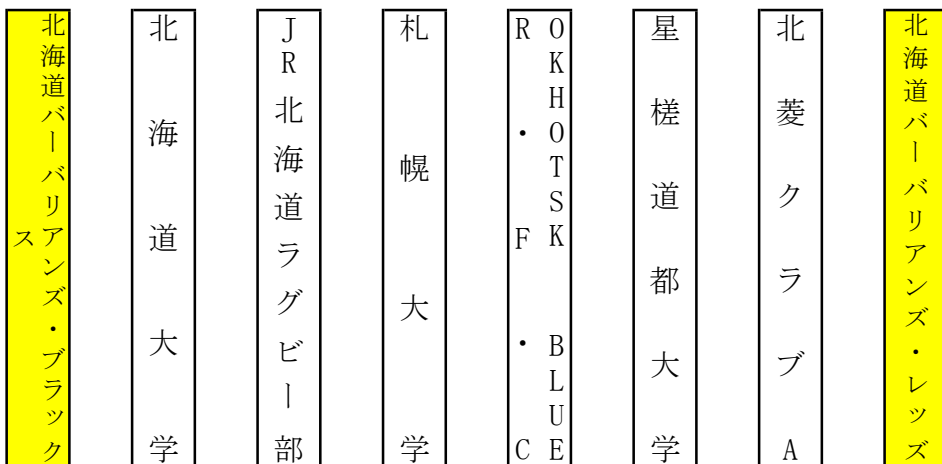 北海道バーバリアンズ・ブラック
ス
北海道大学
JR北海道ラグビー部
札幌大学
OKHOTSK BLUE
R・F・C
星槎道都大学
北菱クラブA
北海道バーバリアンズ・レッズ